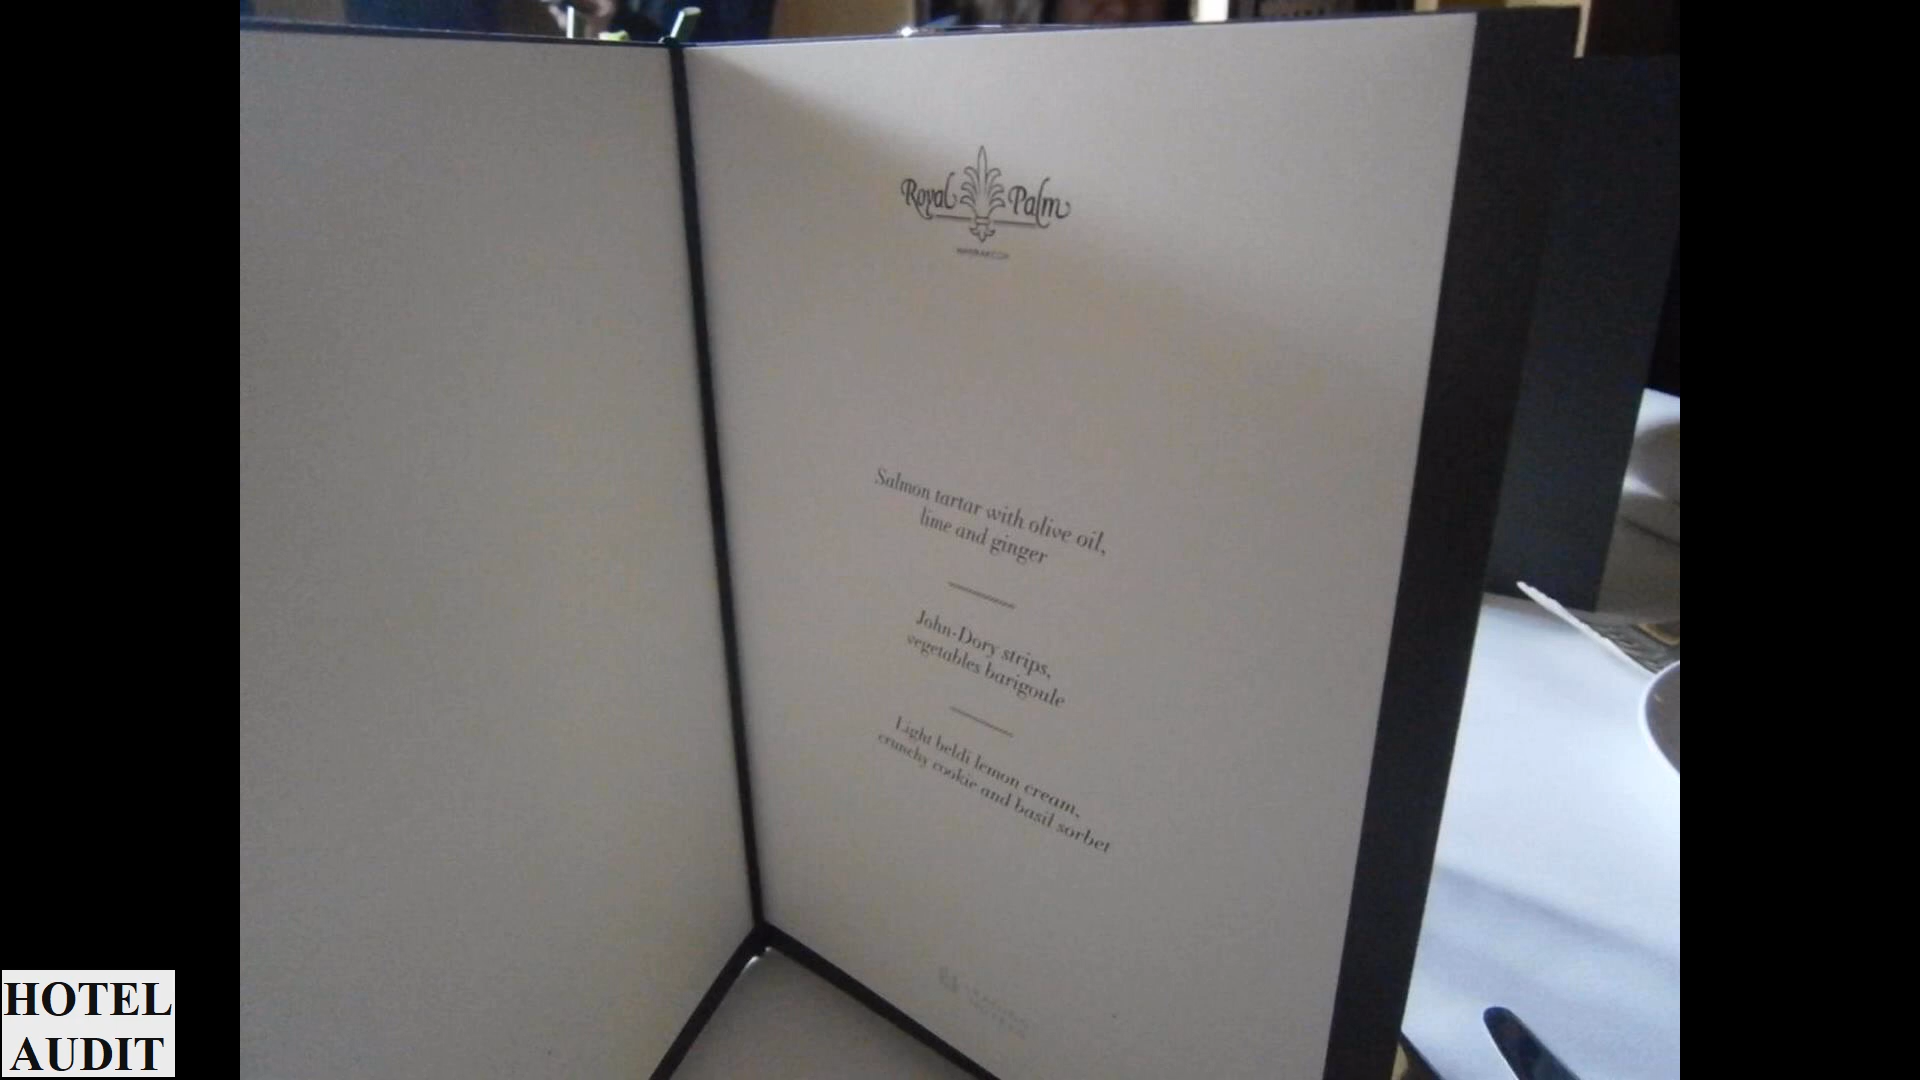 Royal Palm
MARRAKECH
Salmon tartar with olive oil,
lime and ginger
John-Dory strips,
vegetables barigoule
Light beldi lemon cream,
crunchy cookie and basil sorbet
HOTEL
AUDIT